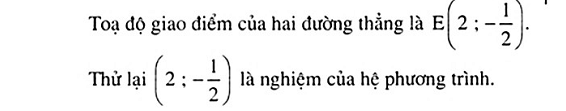 Toạ độ giao điểm của hai đường thẳng là E(2 ; −1/2).
Thử lại (2 ; −1/2) là nghiệm của hệ phương trình.